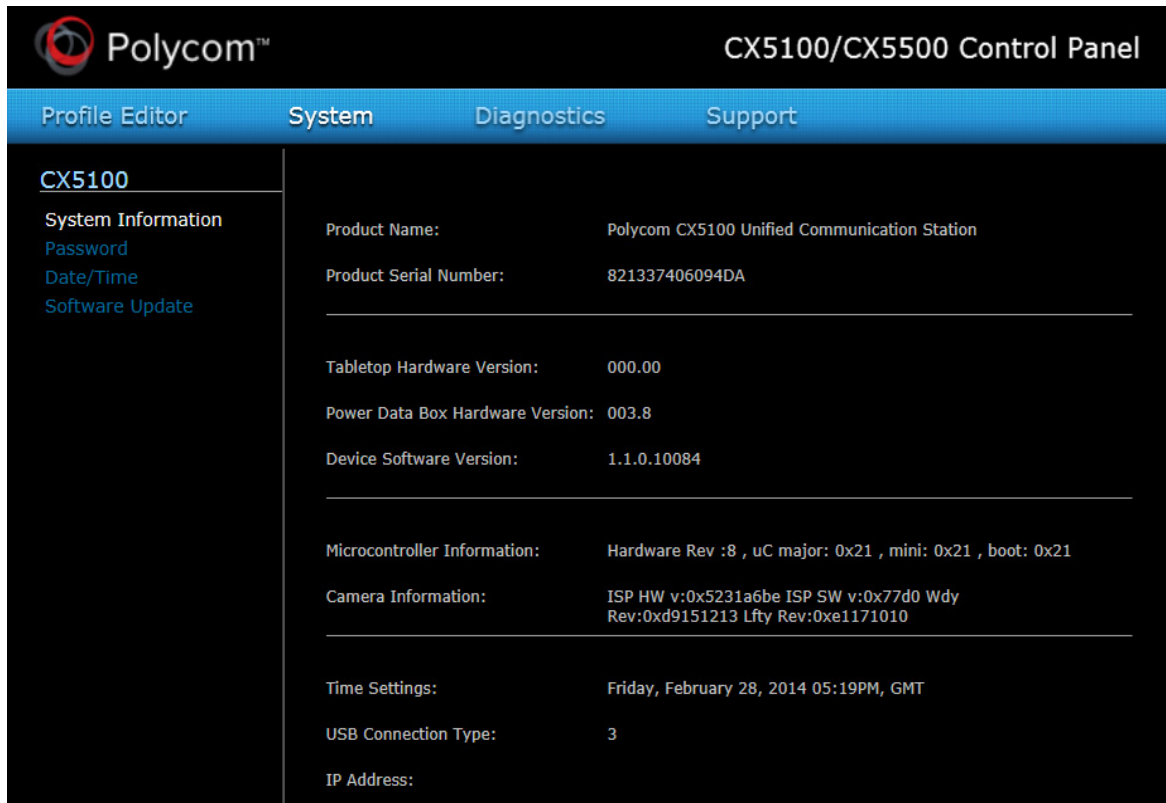 Polycom™
CX5100/CX5500 Control Panel
Profile Editor System Diagnostics Support
CX5100
System Information
Password
Date/Time
Software Update
Product Name: Polycom CX5100 Unified Communication Station
Product Serial Number: 821337406094DA
Tabletop Hardware Version: 000.00
Power Data Box Hardware Version: 003.8
Device Software Version: 1.1.0.10084
Microcontroller Information: Hardware Rev :8 , uC major: 0x21 , mini: 0x21 , boot: 0x21
Camera Information: ISP HW v:0x5231a6be ISP SW v:0x77d0 Wdy
Rev:0xd9151213 Lfty Rev:0xe1171010
Time Settings: Friday, February 28, 2014 05:19PM, GMT
USB Connection Type: 3
IP Address: